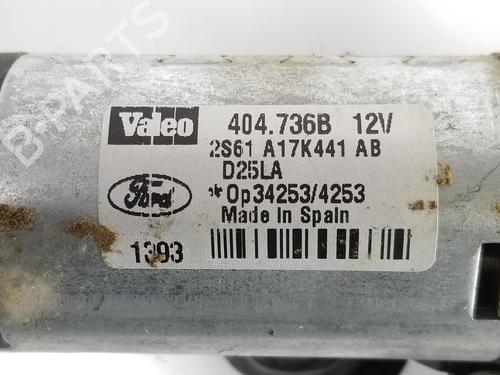 B-PARTS
Valeo 404.736B 12V
2S61 A17K441 AB
D25LA
Ford *Op34253/4253
Made In Spain
1393